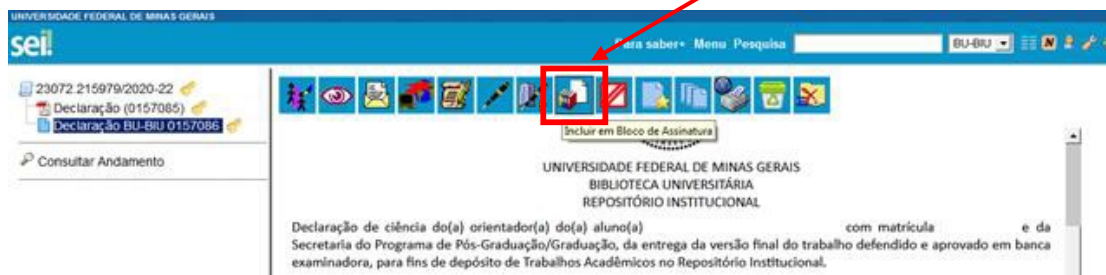 UNIVERSIDADE FEDERAL DE MINAS GERAIS
sei!
Para saber+ Menu Pesquisa
BU-BIU
23072.215979/2020-22
Declaração (0157085)
Declaração BU-BIU 0157086
Consultar Andamento
Incluir em Bloco de Assinatura
UNIVERSIDADE FEDERAL DE MINAS GERAIS
BIBLIOTECA UNIVERSITÁRIA
REPOSITÓRIO INSTITUCIONAL
Declaração de ciência do(a) orientador(a) do(a) aluno(a) com matrícula e da
Secretaria do Programa de Pós-Graduação/Graduação, da entrega da versão final do trabalho defendido e aprovado em banca
examinadora, para fins de depósito de Trabalhos Acadêmicos no Repositório Institucional.